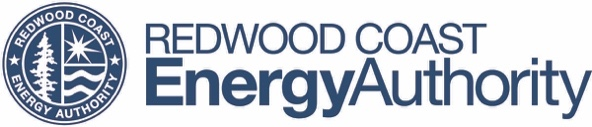 REDWOOD COAST
ENERGY AUTHORITY
REDWOOD COAST
EnergyAuthority